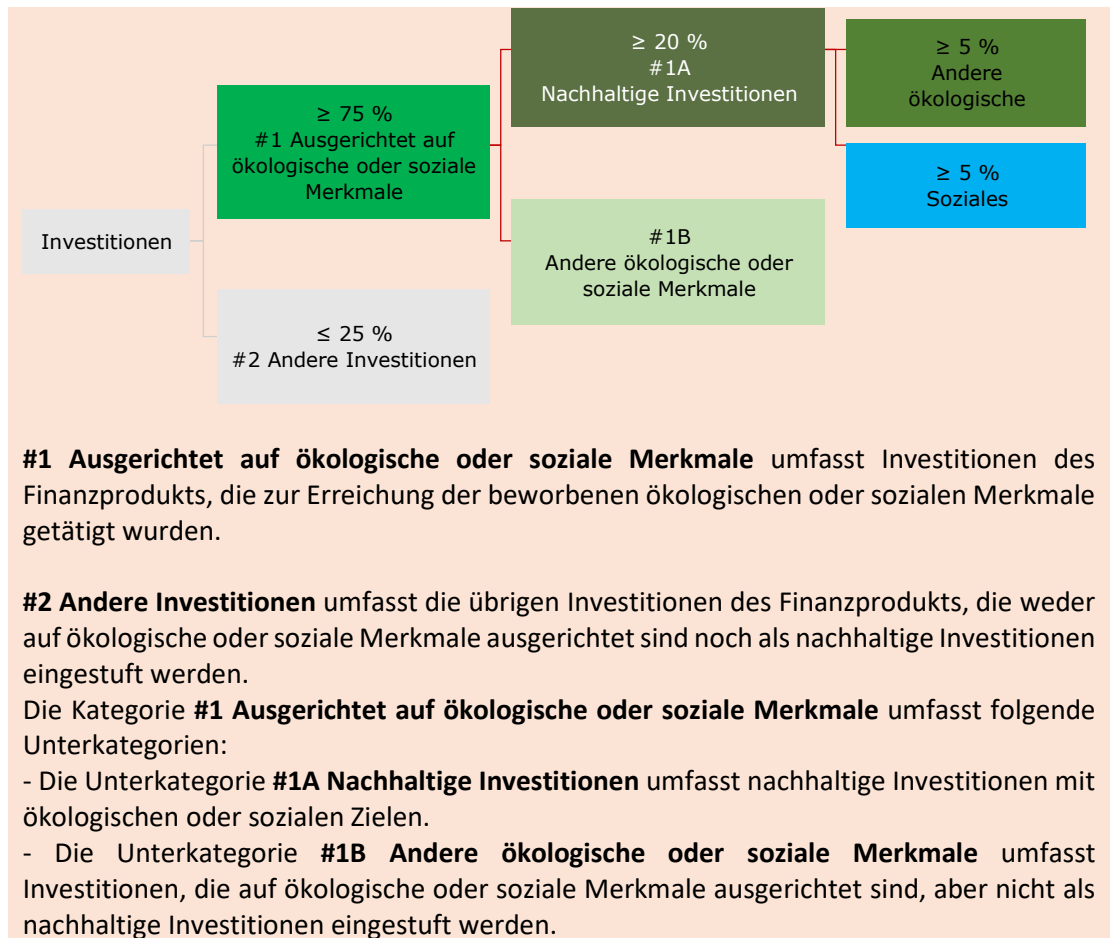 ≥ 20 %
#1A
Nachhaltige Investitionen
≥ 5 %
Andere
ökologische
≥ 75 %
#1 Ausgerichtet auf
ökologische oder soziale
Merkmale
≥ 5 %
Soziales
Investitionen
#1B
Andere ökologische oder
soziale Merkmale
≤ 25 %
#2 Andere Investitionen
#1 Ausgerichtet auf ökologische oder soziale Merkmale umfasst Investitionen des
Finanzprodukts, die zur Erreichung der beworbenen ökologischen oder sozialen Merkmale
getätigt wurden.
#2 Andere Investitionen umfasst die übrigen Investitionen des Finanzprodukts, die weder
auf ökologische oder soziale Merkmale ausgerichtet sind noch als nachhaltige Investitionen
eingestuft werden.
Die Kategorie #1 Ausgerichtet auf ökologische oder soziale Merkmale umfasst folgende
Unterkategorien:
- Die Unterkategorie #1A Nachhaltige Investitionen umfasst nachhaltige Investitionen mit
ökologischen oder sozialen Zielen.
- Die Unterkategorie #1B Andere ökologische oder soziale Merkmale umfasst
Investitionen, die auf ökologische oder soziale Merkmale ausgerichtet sind, aber nicht als
nachhaltige Investitionen eingestuft werden.